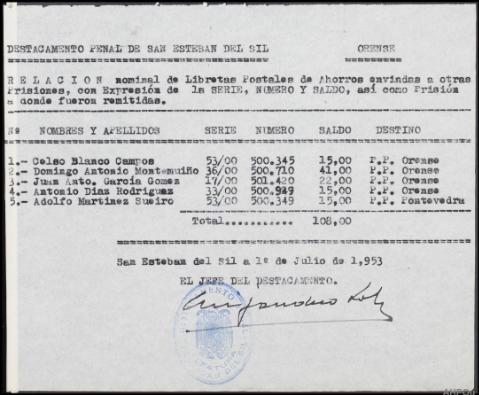 DESTACAMENTO PENAL DE SAN ESTEBAN DEL SIL ORENSE
RELACION nominal de Libretas Postales de Ahorros enviadas a otras
Prisiones, con Expresión de la SERIE, NUMERO Y SALDO, así como Prisión
a donde fueron remitidas.
Nº NOMBRES Y APELLIDOS SERIE NUMERO SALDO DESTINO
1.- Celso Blanco Campos 53/00 500.345 15,00 P.P. Orense
2.- Domingo Antonio Montemuiño 36/00 500.710 41,00 P.P. Orense
3.- Juan Anto. García Gomez 17/00 501.420 22,00 P.P. Orense
4.- Antonio Diaz Rodriguez 33/00 500.929 15,00 P.P. Orense
5.- Adolfo Martinez Sueiro 53/00 500.349 15,00 P.P. Pontevedra
Total........... 108,00
San Esteban del Sil a 1º de Julio de 1,953
EL JEFE DEL DESTACAMENTO.